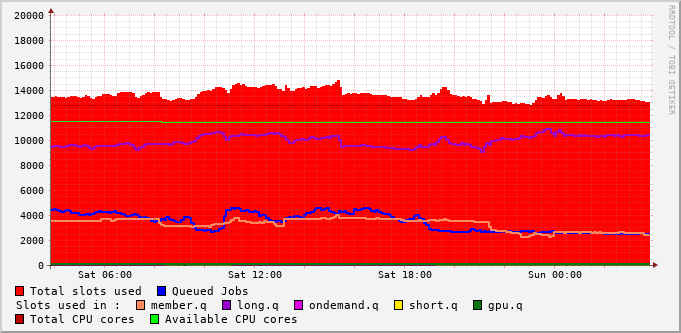 20000
18000
16000
14000
12000
10000
8000
6000
4000
2000
0
Sat 06:00 Sat 12:00 Sat 18:00 Sun 00:00
RRDTOOL / TOBI OETIKER
Total slots used Queued Jobs
Slots used in : member.q long.q ondemand.q short.q gpu.q
Total CPU cores Available CPU cores